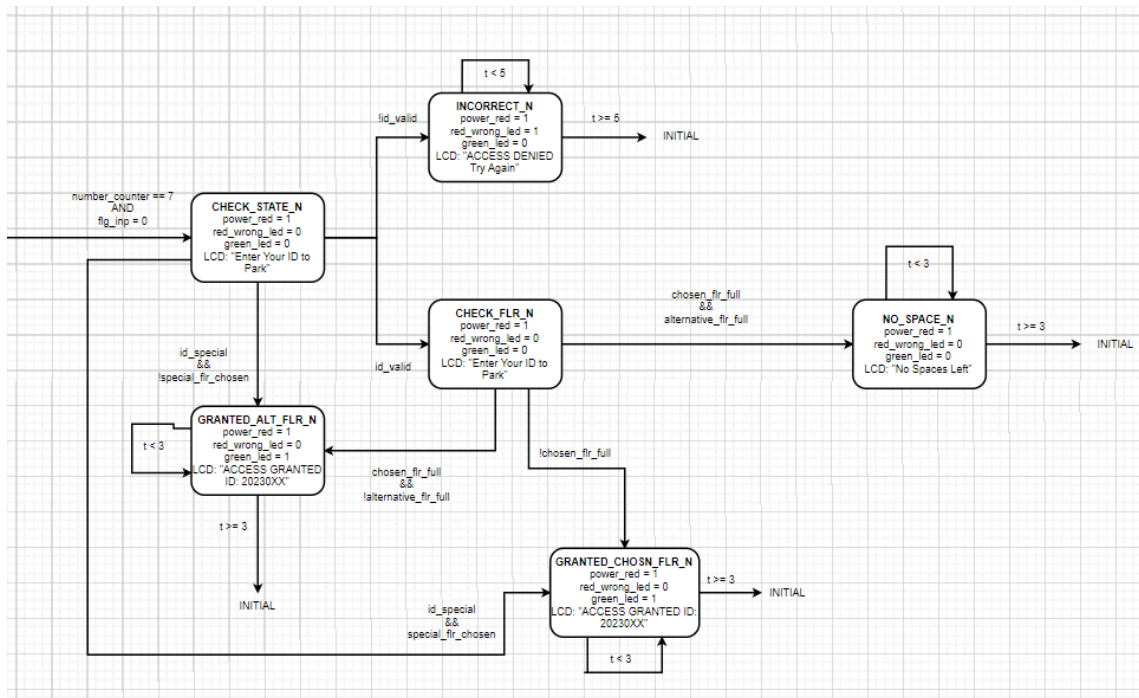 t < 5
INCORRECT_N
power_red = 1
red_wrong_led = 1
green_led = 0
LCD: "ACCESS DENIED
Try Again"
!id_valid
t >= 5
INITIAL
number_counter == 7
AND
flg_inp = 0
CHECK_STATE_N
power_red = 1
red_wrong_led = 0
green_led = 0
LCD: "Enter Your ID to
Park"
id_valid
CHECK_FLR_N
power_red = 1
red_wrong_led = 0
green_led = 0
LCD: "Enter Your ID to
Park"
chosen_flr_full
&&
alternative_flr_full
t < 3
NO_SPACE_N
power_red = 1
red_wrong_led = 0
green_led = 0
LCD: "No Spaces Left"
t >= 3
INITIAL
id_special
&&
!special_flr_chosen
GRANTED_ALT_FLR_N
power_red = 1
red_wrong_led = 0
green_led = 1
LCD: "ACCESS GRANTED
ID: 20230XX"
t < 3
chosen_flr_full
&&
!alternative_flr_full
!chosen_flr_full
t >= 3
INITIAL
GRANTED_CHOSN_FLR_N
power_red = 1
red_wrong_led = 0
green_led = 1
LCD: "ACCESS GRANTED ID:
20230XX"
t >= 3
INITIAL
id_special
&&
special_flr_chosen
t < 3